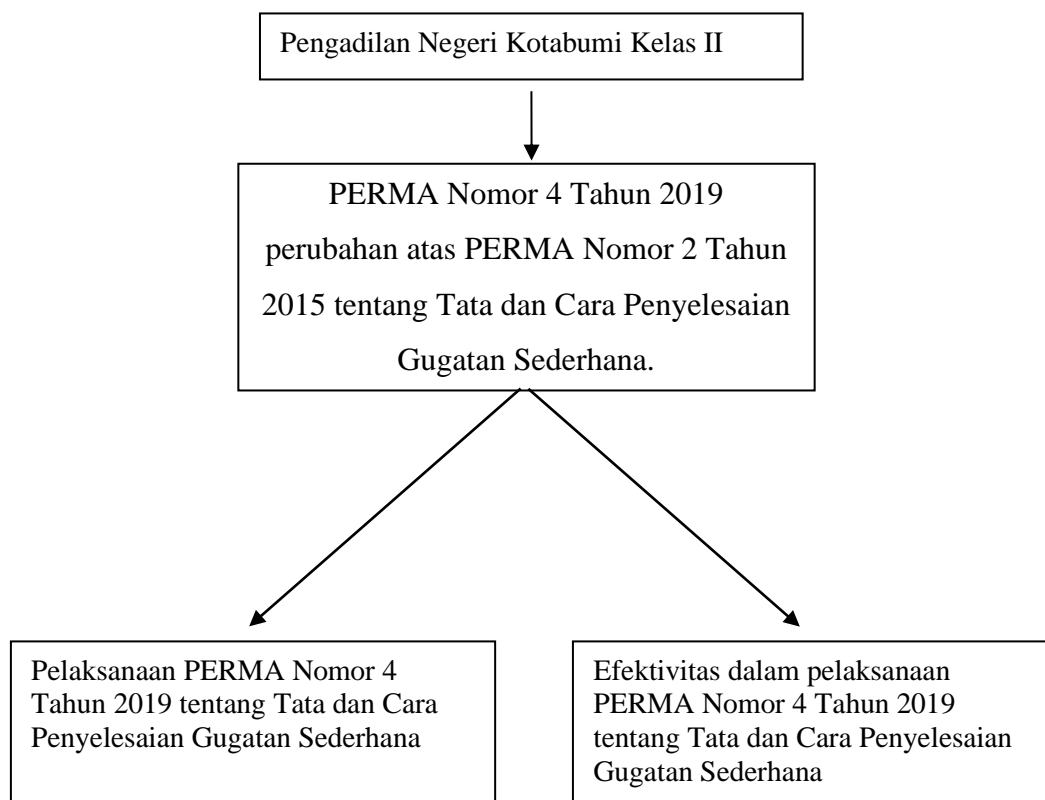 Pengadilan Negeri Kotabumi Kelas II
PERMA Nomor 4 Tahun 2019
perubahan atas PERMA Nomor 2 Tahun
2015 tentang Tata dan Cara Penyelesaian
Gugatan Sederhana.
Pelaksanaan PERMA Nomor 4
Tahun 2019 tentang Tata dan Cara
Penyelesaian Gugatan Sederhana
Efektivitas dalam pelaksanaan
PERMA Nomor 4 Tahun 2019
tentang Tata dan Cara Penyelesaian
Gugatan Sederhana